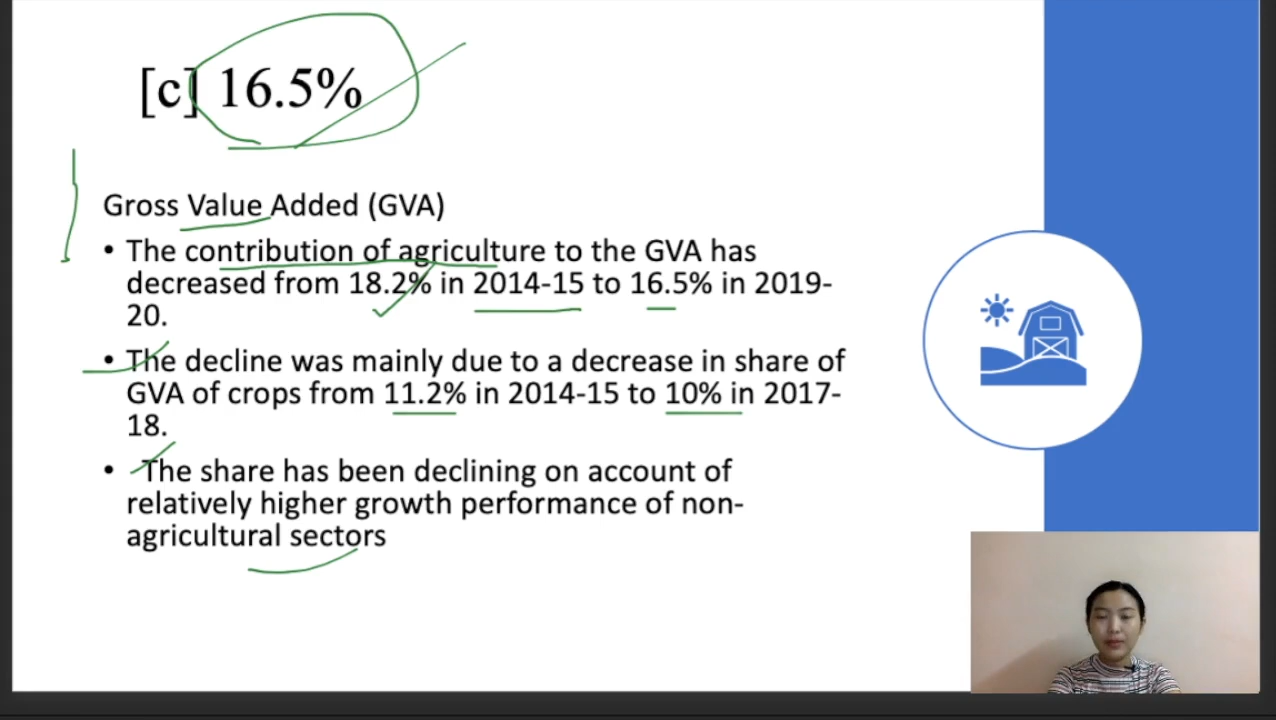 [c] 16.5%
Gross Value Added (GVA)
• The contribution of agriculture to the GVA has
decreased from 18.2% in 2014-15 to 16.5% in 2019-
20.
• The decline was mainly due to a decrease in share of
GVA of crops from 11.2% in 2014-15 to 10% in 2017-
18.
• The share has been declining on account of
relatively higher growth performance of non-
agricultural sectors